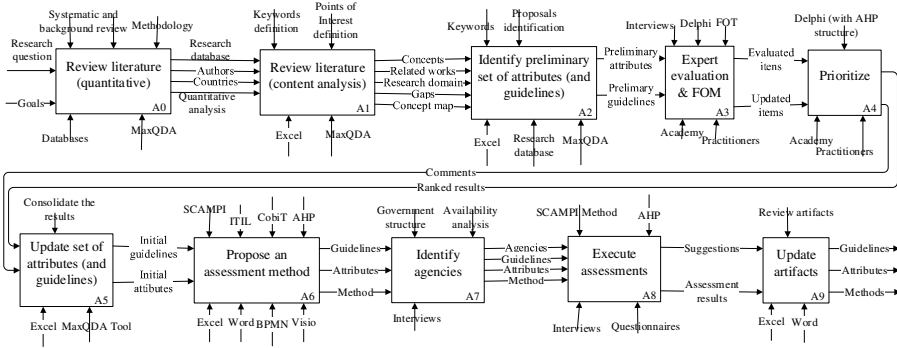 Systematic and
background review
Methodology
Research
question
Goals
Review literature
(quantitative)
A0
Databases
MaxQDA
Research
database
Authors
Countries
Quantitative
analysis
Keywords
definition
Points of
Interest
definition
Review literature
(content analysis)
A1
Excel
MaxQDA
Concepts
Related works
Research domain
Gaps
Concept map
Keywords
Proposals
identification
Identify preliminary
set of attributes (and
guidelines)
A2
Excel
Research
database
MaxQDA
Preliminary
attributes
Prelimary
guidelines
Interviews
Delphi
FOT
Expert
evaluation
& FOM
A3
Academy
Practitioners
Evaluated
itens
Updated
items
Delphi (with AHP
structure)
Prioritize
A4
Academy
Practitioners
Comments
Ranked results
Consolidate the
results
Update set of
attributes (and
guidelines)
A5
Excel
MaxQDA Tool
Initial
guidelines
Initial
attibutes
SCAMPI
ITIL
CobiT
AHP
Propose an
assessment method
A6
Excel
Word
BPMN
Visio
Guidelines
Attributes
Method
Government
structure
Availability
analysis
Identify
agencies
A7
Interviews
Agencies
Guidelines
Attributes
Method
SCAMPI Method
AHP
Execute
assessments
A8
Interviews
Questionnaires
Suggestions
Assessment
results
Review artifacts
Update
artifacts
A9
Excel
Word
Guidelines
Attributes
Methods